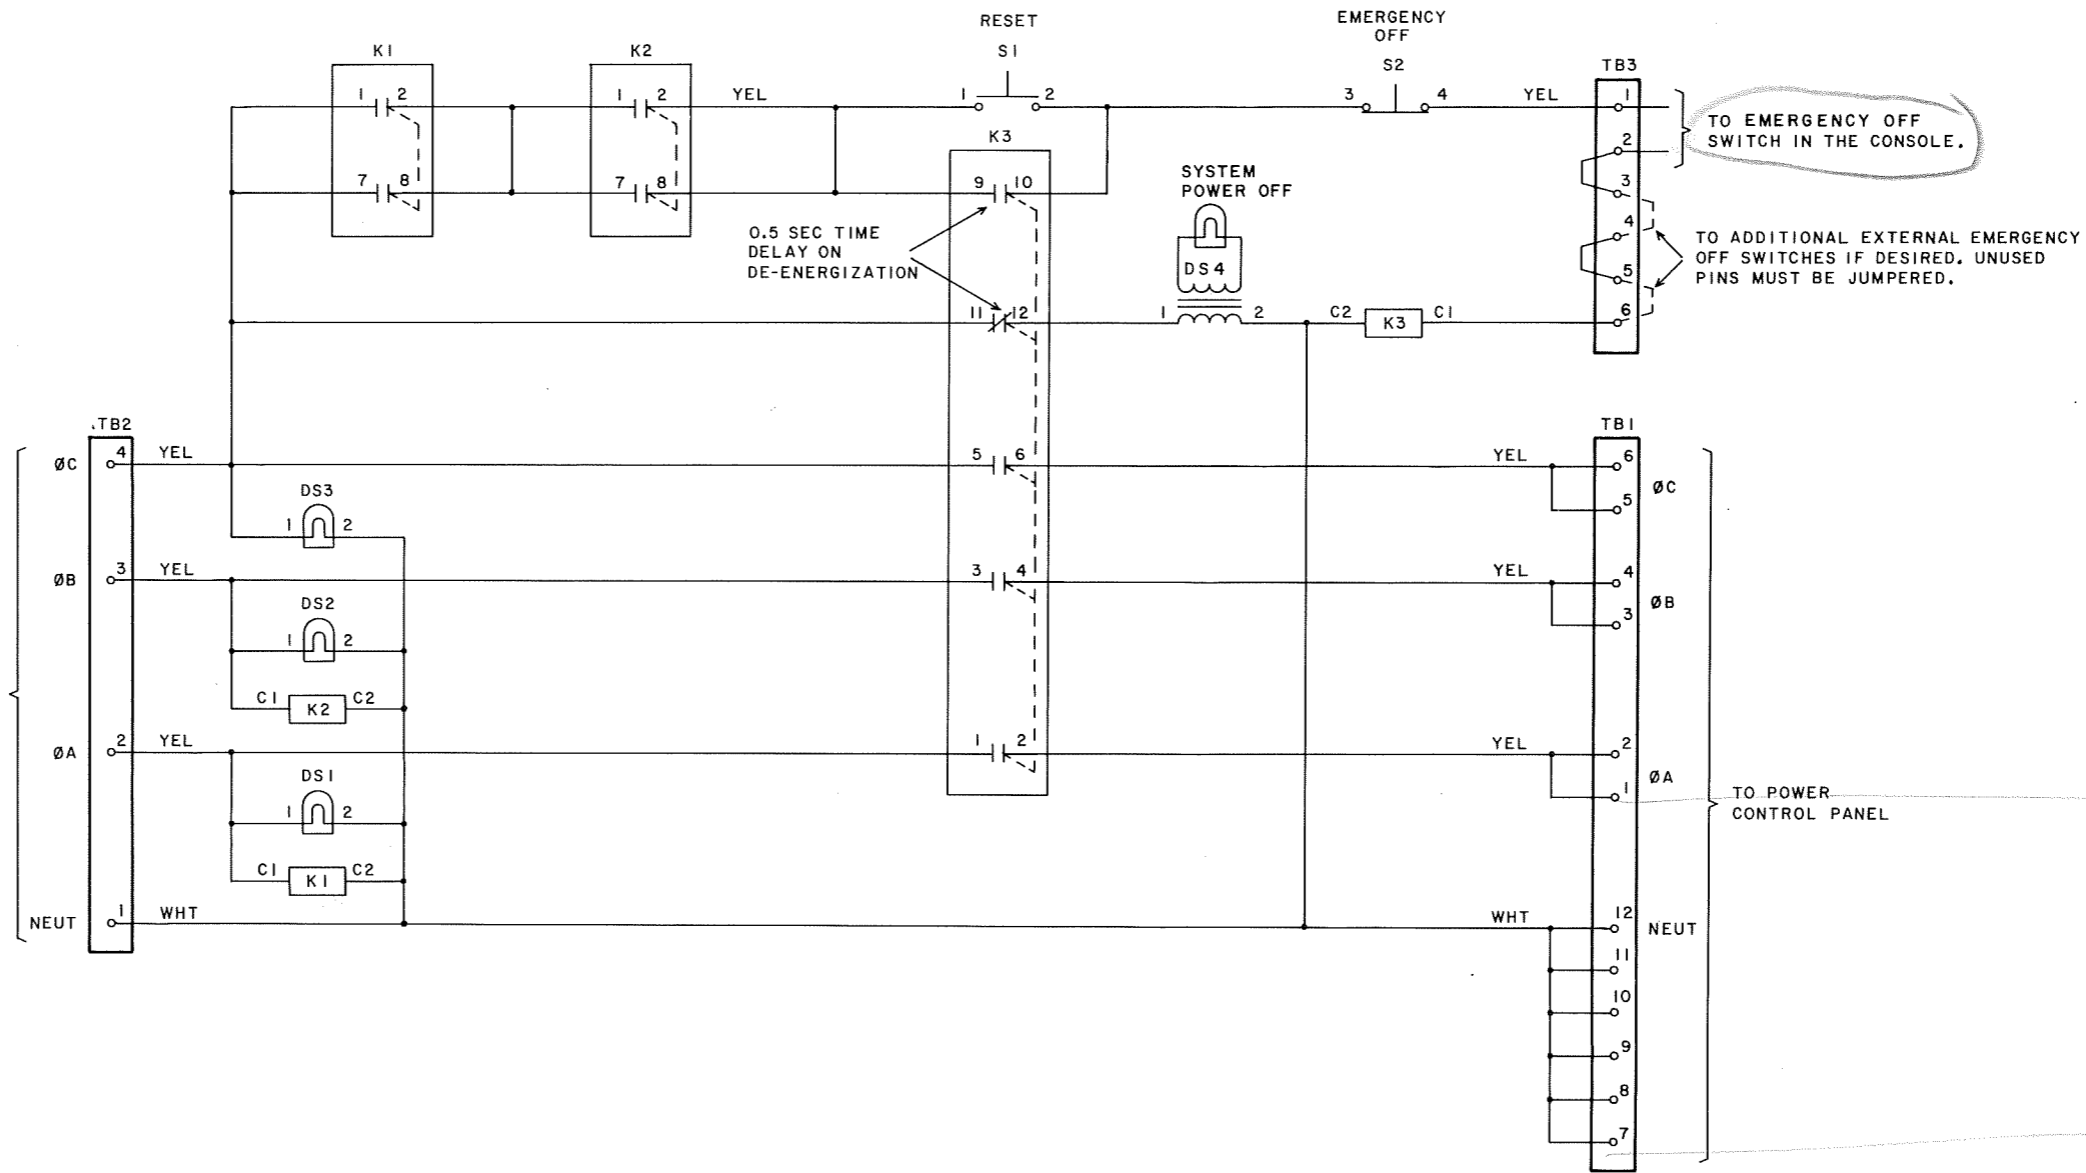 RESET
EMERGENCY
OFF
K1
K2
S1
S2
TB3
1 2
1 2
YEL
1 2
3 4
YEL
1
TO EMERGENCY OFF
SWITCH IN THE CONSOLE.
2
K3
7 8
7 8
9 10
SYSTEM
POWER OFF
3
4
0.5 SEC TIME
DELAY ON
DE-ENERGIZATION
TO ADDITIONAL EXTERNAL EMERGENCY
OFF SWITCHES IF DESIRED. UNUSED
PINS MUST BE JUMPERED.
DS4
5
11 12
1 2
C2 K3 C1
6
TB2
TB1
ØC 4 YEL
5 6
YEL 6
ØC
DS3
5
1 2
ØB 3 YEL
3 4
YEL 4
ØB
DS2
3
1 2
C1 K2 C2
ØA 2 YEL
1 2
YEL 2
ØA
DS1
1
TO POWER
CONTROL PANEL
1 2
C1 K1 C2
NEUT 1 WHT
WHT 12 NEUT
11
10
9
8
7